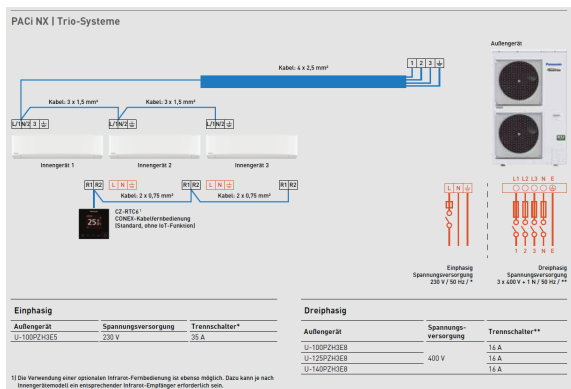 PACi NX | Trio-Systeme
Außengerät
Kabel: 4 x 2,5 mm²
1 2 3
Panasonic
Kabel: 3 x 1,5 mm²
Kabel: 3 x 1,5 mm²
L/1 N/2 3
L/1 N/2
L/1 N/2
Innengerät 1
Innengerät 2
Innengerät 3
R1 R2
L N
R1 R2
L N
R1 R2
Kabel: 2 x 0,75 mm²
Kabel: 2 x 0,75 mm²
L N
L1 L2 L3 N E
25
CZ-RTC6¹
CONEX-Kabelfernbedienung
(Standard, ohne IoT-Funktion)
1 2 3 N E
Einphasig
Spannungsversorgung
230 V / 50 Hz / *
Dreiphasig
Spannungsversorgung
3 x 400 V + 1 N / 50 Hz / **
Einphasig
Außengerät Spannungsversorgung Trennschalter*
U-100PZH3E5 230 V 35 A
Dreiphasig
Außengerät Spannungs-versorgung Trennschalter**
U-100PZH3E8 16 A
U-125PZH3E8 400 V 16 A
U-140PZH3E8 16 A
1) Die Verwendung einer optionalen Infrarot-Fernbedienung ist ebenso möglich. Dazu kann je nach
Innengerätemodell ein entsprechender Infrarot-Empfänger erforderlich sein.